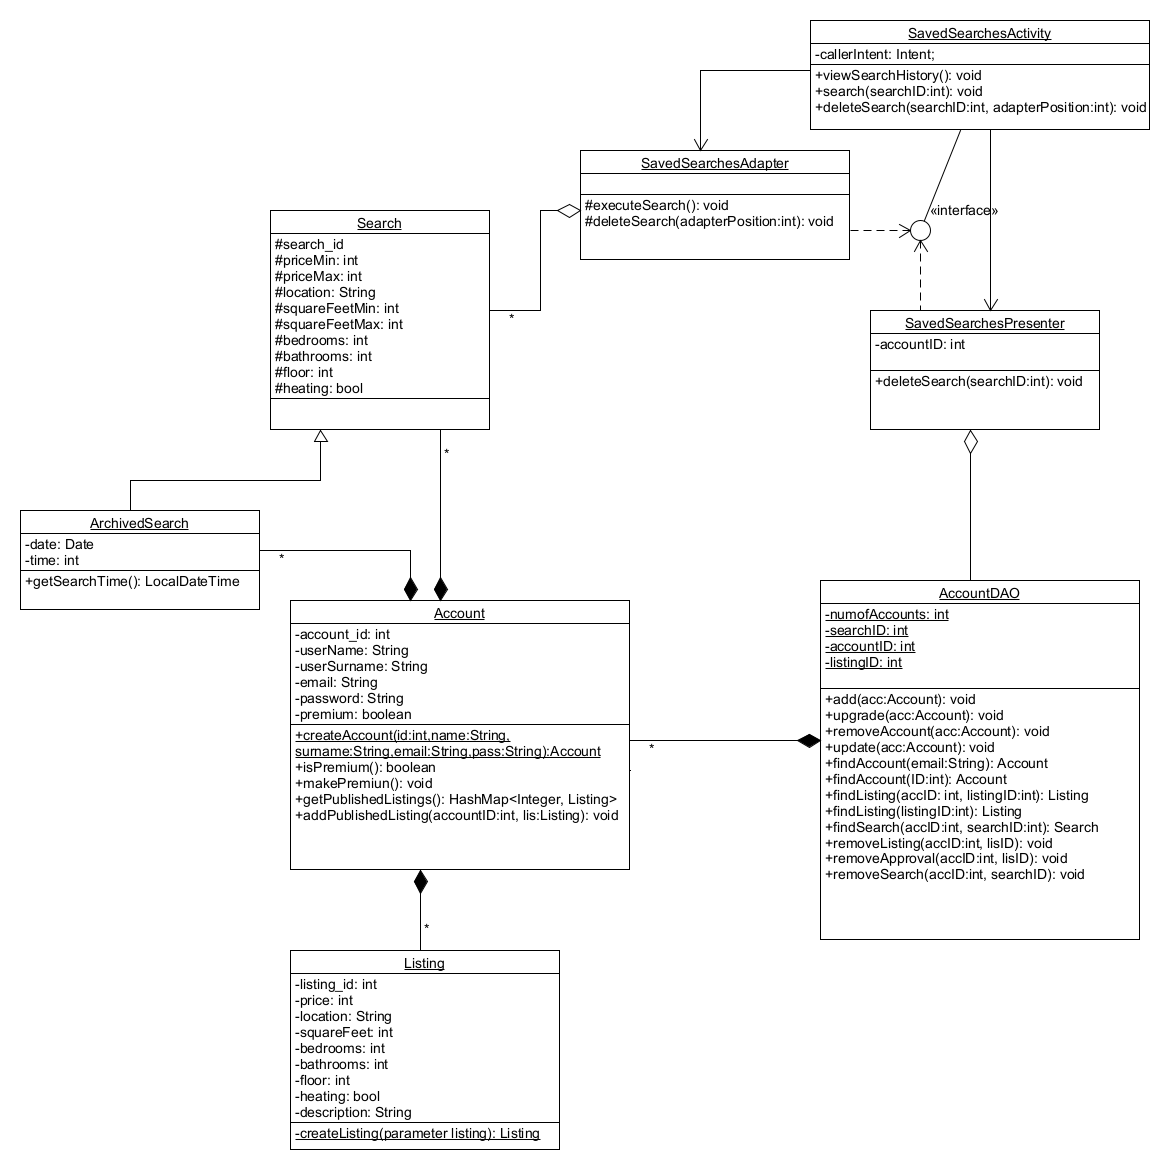 SavedSearchesActivity
-callerIntent: Intent;
+viewSearchHistory(): void
+search(searchID:int): void
+deleteSearch(searchID:int, adapterPosition:int): void
SavedSearchesAdapter
#executeSearch(): void
#deleteSearch(adapterPosition:int): void
«interface»
Search
#search_id
#priceMin: int
#priceMax: int
#location: String
#squareFeetMin: int
#squareFeetMax: int
#bedrooms: int
#bathrooms: int
#floor: int
#heating: bool
*
SavedSearchesPresenter
-accountID: int
+deleteSearch(searchID:int): void
*
ArchivedSearch
-date: Date
-time: int
+getSearchTime(): LocalDateTime
*
Account
-account_id: int
-userName: String
-userSurname: String
-email: String
-password: String
-premium: boolean
+createAccount(id:int,name:String,
surname:String,email:String,pass:String):Account
+isPremium(): boolean
+makePremiun(): void
+getPublishedListings(): HashMap<Integer, Listing>
+addPublishedListing(accountID:int, lis:Listing): void
*
AccountDAO
-numofAccounts: int
-searchID: int
-accountID: int
-listingID: int
+add(acc:Account): void
+upgrade(acc:Account): void
+removeAccount(acc:Account): void
+update(acc:Account): void
+findAccount(email:String): Account
+findAccount(ID:int): Account
+findListing(accID: int, listingID:int): Listing
+findListing(listingID:int): Listing
+findSearch(accID:int, searchID:int): Search
+removeListing(accID:int, lisID): void
+removeApproval(accID:int, lisID): void
+removeSearch(accID:int, searchID): void
*
Listing
-listing_id: int
-price: int
-location: String
-squareFeet: int
-bedrooms: int
-bathrooms: int
-floor: int
-heating: bool
-description: String
-createListing(parameter listing): Listing